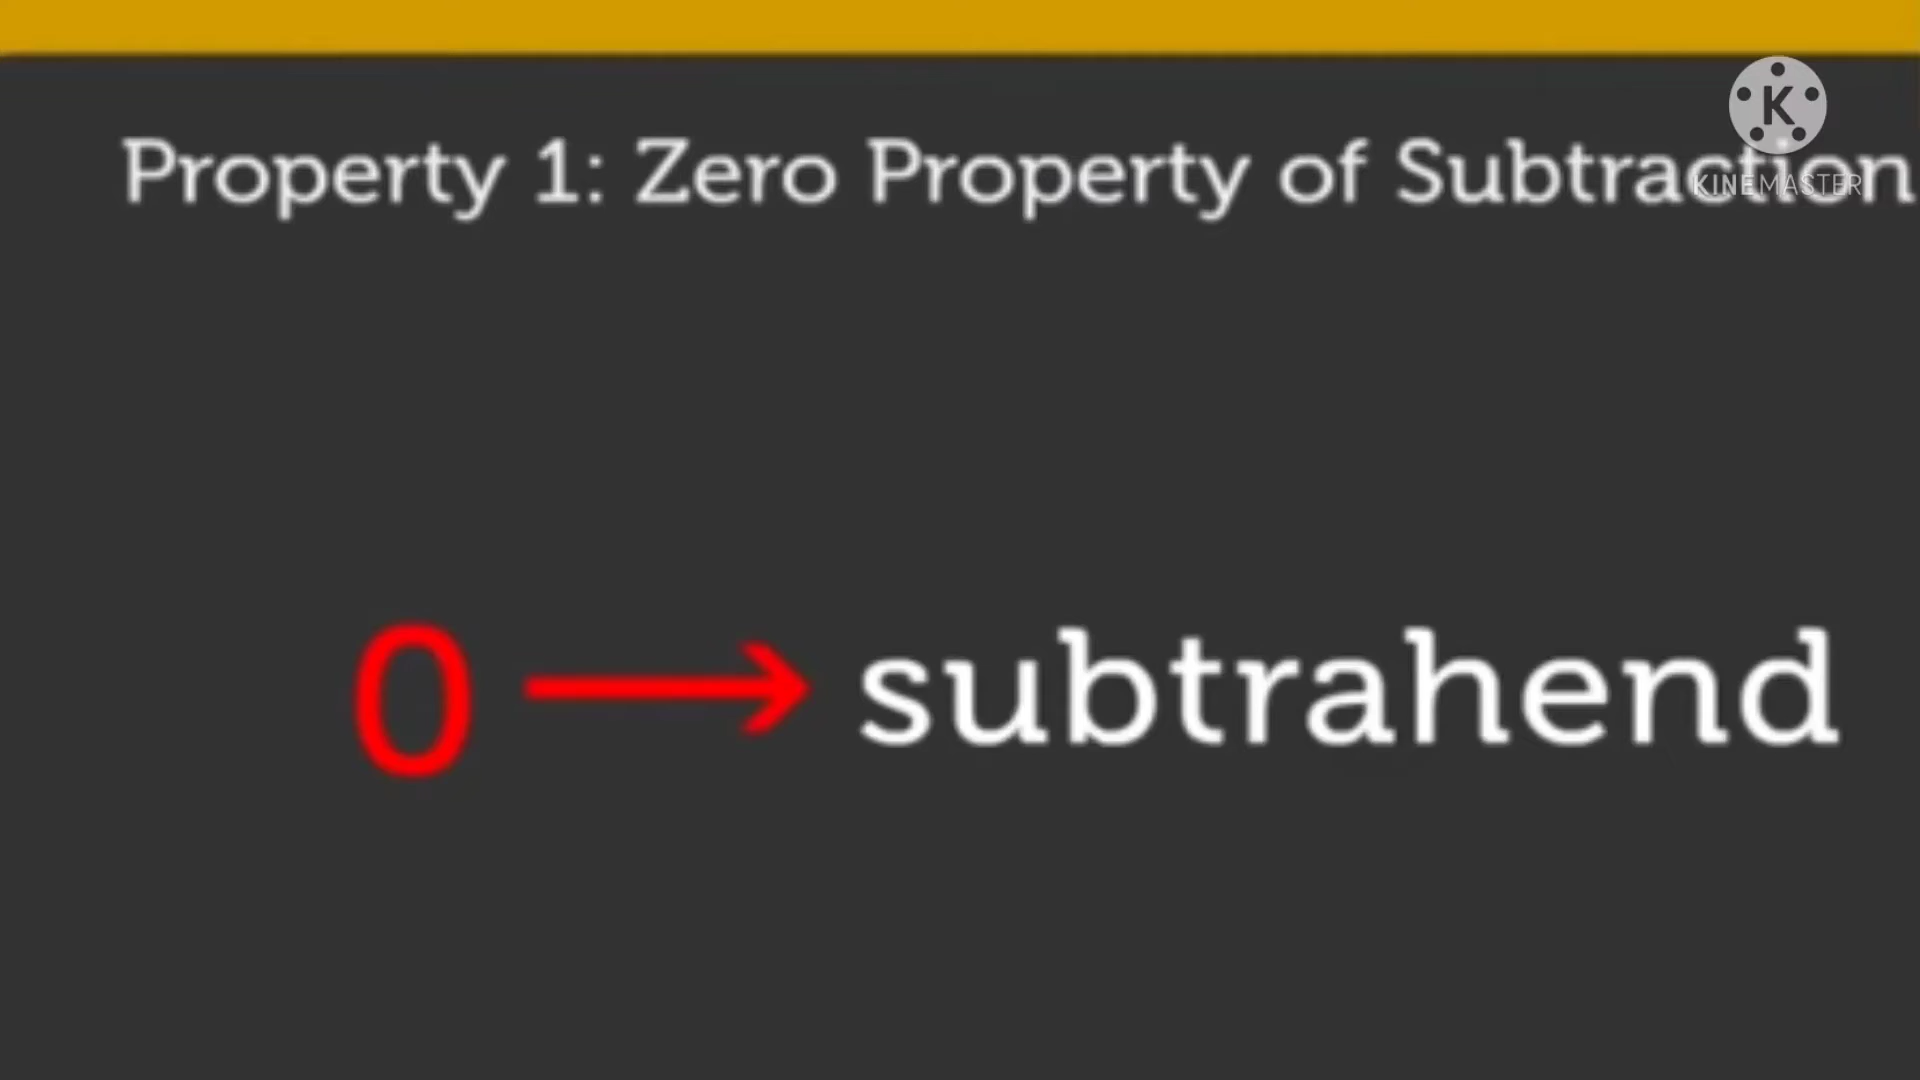 K
Property 1: Zero Property of Subtraction
KINEMASTER
0 → subtrahend